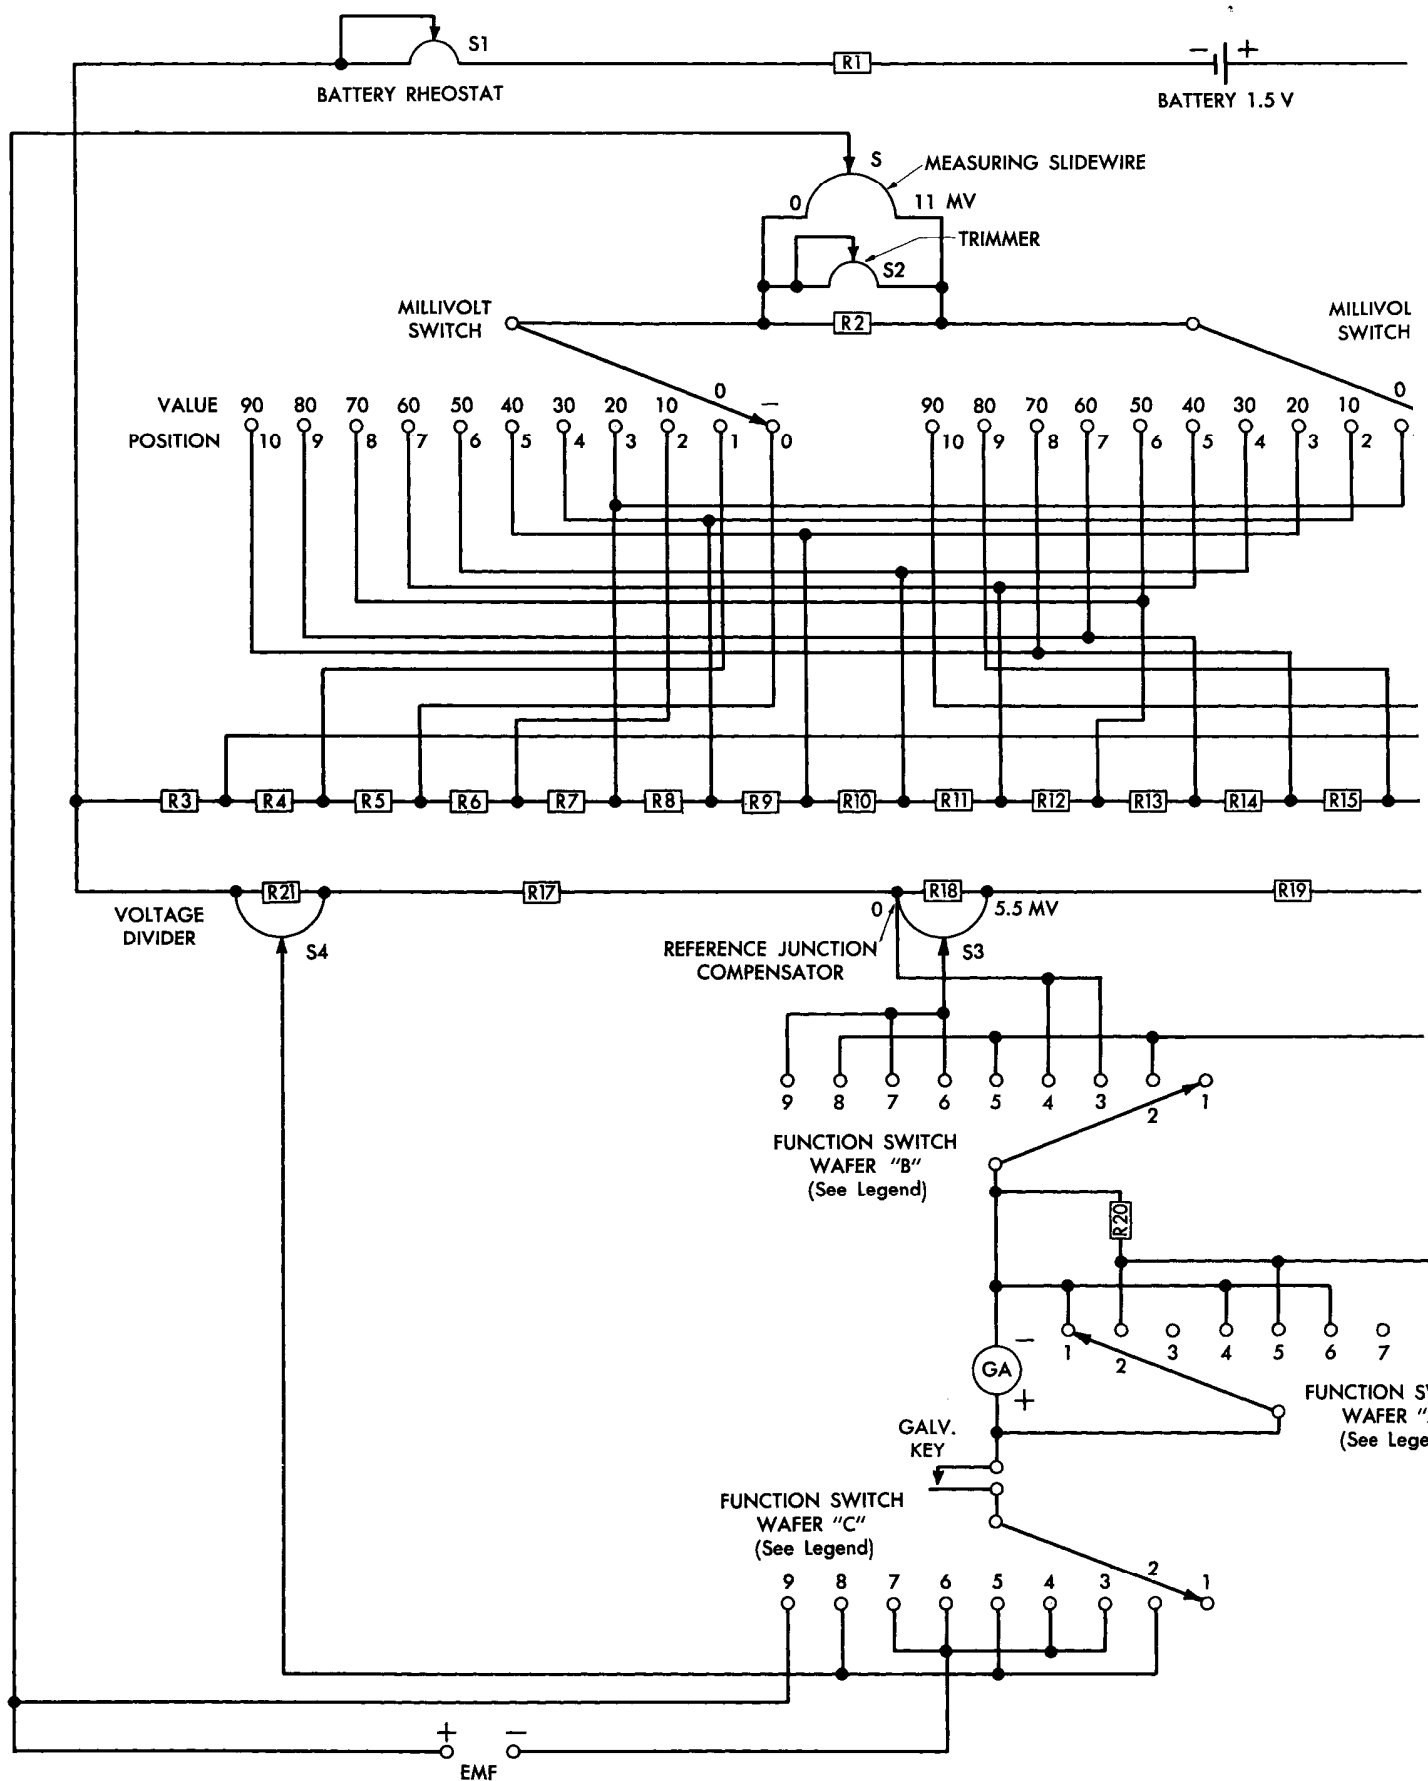 S1
BATTERY RHEOSTAT
R1
− +
BATTERY 1.5 V
S
MEASURING SLIDEWIRE
0
11 MV
TRIMMER
S2
MILLIVOLT
SWITCH
R2
MILLIVOL
SWITCH
VALUE 90 80 70 60 50 40 30 20 10 0 −
POSITION 10 9 8 7 6 5 4 3 2 1 0
90 80 70 60 50 40 30 20 10 0
10 9 8 7 6 5 4 3 2
R3 R4 R5 R6 R7 R8 R9 R10 R11 R12 R13 R14 R15
R21 R17 R18 R19
VOLTAGE
DIVIDER
S4
0
5.5 MV
REFERENCE JUNCTION
COMPENSATOR
S3
9 8 7 6 5 4 3 2 1
FUNCTION SWITCH
WAFER "B"
(See Legend)
R20
−
GA
+
1 2 3 4 5 6 7
FUNCTION S
WAFER "
(See Lege
GALV.
KEY
FUNCTION SWITCH
WAFER "C"
(See Legend)
9 8 7 6 5 4 3 2 1
+ −
EMF